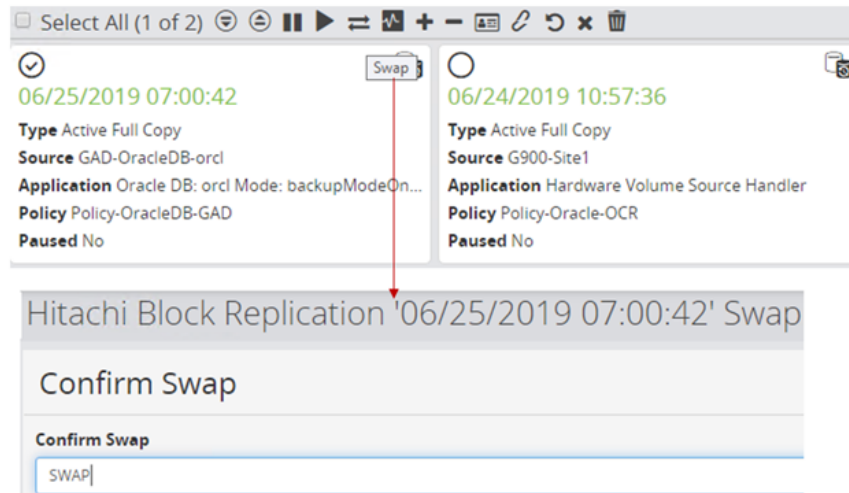 Select All (1 of 2)
Swap
06/25/2019 07:00:42
Type Active Full Copy
Source GAD-OracleDB-orcl
Application Oracle DB: orcl Mode: backupModeOn...
Policy Policy-OracleDB-GAD
Paused No
06/24/2019 10:57:36
Type Active Full Copy
Source G900-Site1
Application Hardware Volume Source Handler
Policy Policy-Oracle-OCR
Paused No
Hitachi Block Replication '06/25/2019 07:00:42' Swap
Confirm Swap
Confirm Swap
SWAP